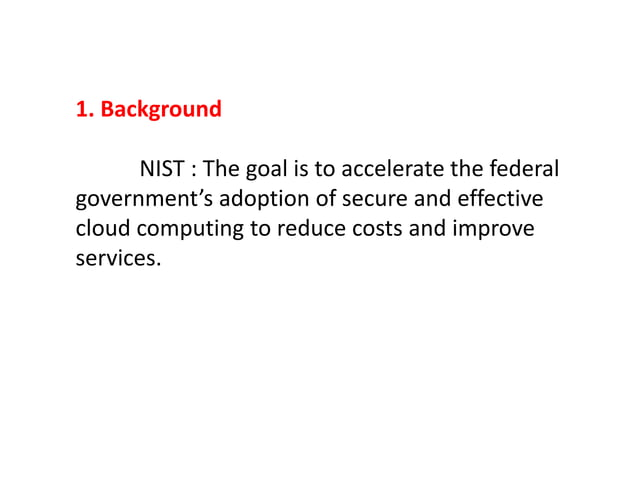 1. Background
NIST : The goal is to accelerate the federal
government’s adoption of secure and effective
cloud computing to reduce costs and improve
services.